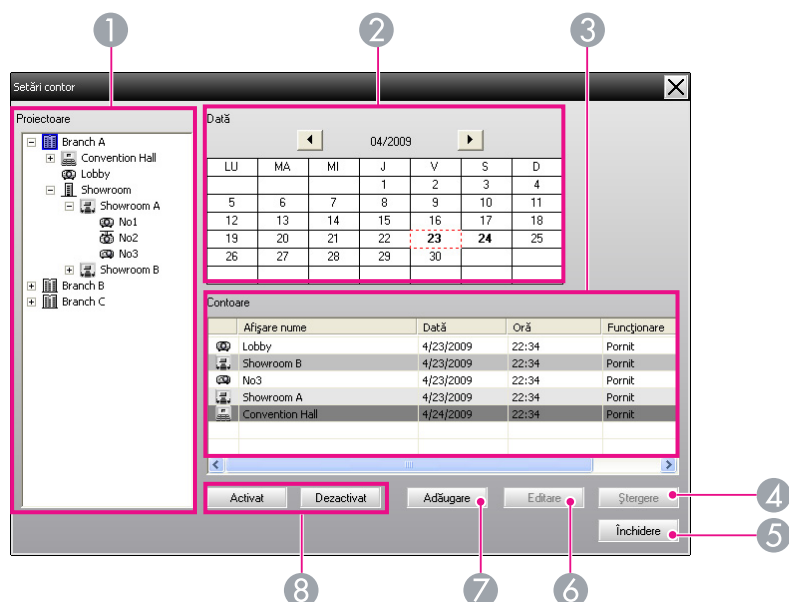 1
2
3
Setări contor
Proiectoare
Branch A
Convention Hall
Lobby
Showroom
Showroom A
No1
No2
No3
Showroom B
Branch B
Branch C
Dată
04/2009
LU MA MI J V S D
1 2 3 4
5 6 7 8 9 10 11
12 13 14 15 16 17 18
19 20 21 22 23 24 25
26 27 28 29 30
Contoare
Afişare nume Dată Oră Funcţionare
Lobby 4/23/2009 22:34 Pornit
Showroom B 4/23/2009 22:34 Pornit
No3 4/23/2009 22:34 Pornit
Showroom A 4/23/2009 22:34 Pornit
Convention Hall 4/24/2009 22:34 Pornit
Activat Dezactivat Adăugare Editare Ştergere
4
Închidere
5
8
7
6